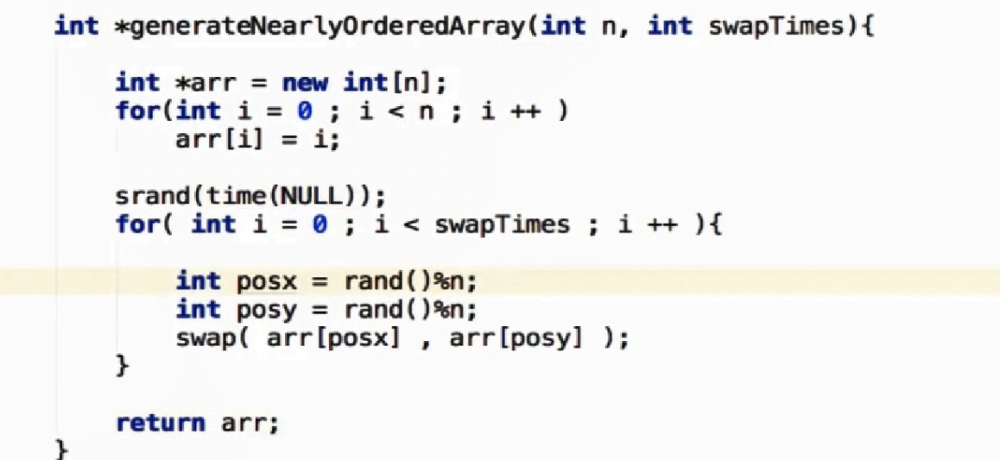 int *generateNearlyOrderedArray(int n, int swapTimes){
int *arr = new int[n];
for(int i = 0 ; i < n ; i ++ )
arr[i] = i;
srand(time(NULL));
for( int i = 0 ; i < swapTimes ; i ++ ){
int posx = rand()%n;
int posy = rand()%n;
swap( arr[posx] , arr[posy] );
}
return arr;
}